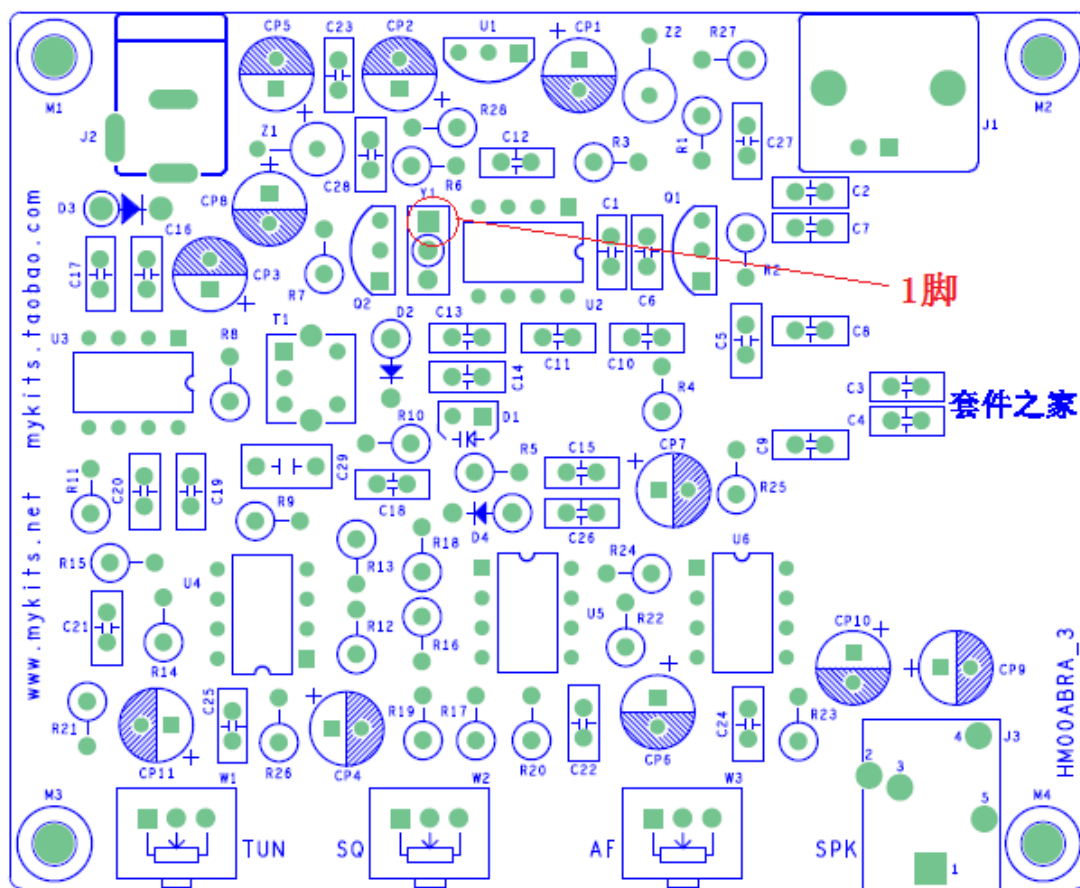 CP5
C23
CP2
U1
CP1
Z2
R27
M1
M2
J2
J1
Z1
R28
C12
R3
R1
C27
C28
R6
Y1
C1
Q1
C2
C7
D3
C16
CP8
CP3
R7
Q2
U2
C6
R2
1脚
C17
U3
R8
T1
D2
C13
C11
C10
C5
C8
C14
R4
C3
C4
套件之家
R10
D1
C29
R5
C15
CP7
C9
R11
C20
C19
C18
R9
D4
C26
R25
R15
U4
R13
R18
R24
U6
C21
R14
R12
R16
U5
R22
CP10
CP9
R21
C25
R26
CP11
CP4
R19
R17
R20
C22
CP6
C24
R23
W1
W2
W3
J3
4
2
3
5
1
M3
M4
TUN
SQ
AF
SPK
www.mykits.net mykits.taobao.com
HM00ABRA_3